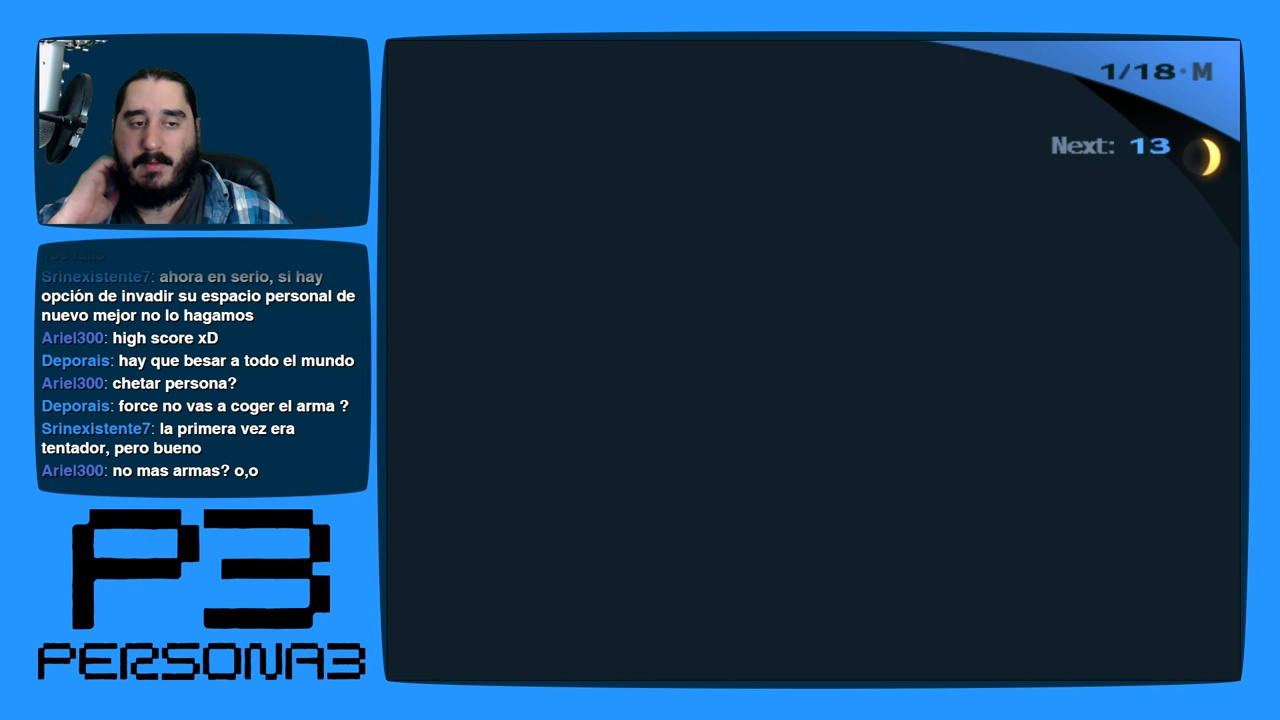 1/18·M
Next: 13
Srinexistente7: ahora en serio, si hay
opción de invadir su espacio personal de
nuevo mejor no lo hagamos
Ariel300: high score xD
Deporais: hay que besar a todo el mundo
Ariel300: chetar persona?
Deporais: force no vas a coger el arma ?
Srinexistente7: la primera vez era
tentador, pero bueno
Ariel300: no mas armas? o,o
P3
PERSONA3